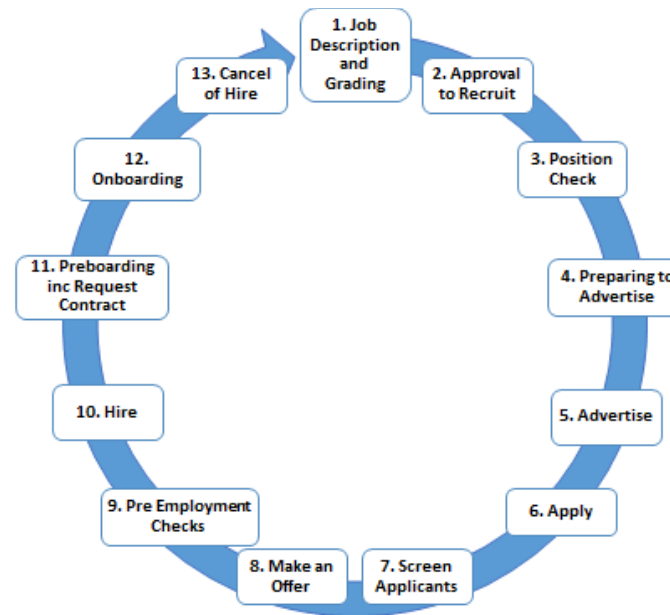 1. Job
Description
and
Grading
2. Approval
to Recruit
3. Position
Check
4. Preparing to
Advertise
5. Advertise
6. Apply
7. Screen
Applicants
8. Make an
Offer
9. Pre Employment
Checks
10. Hire
11. Preboarding
inc Request
Contract
12.
Onboarding
13. Cancel
of Hire